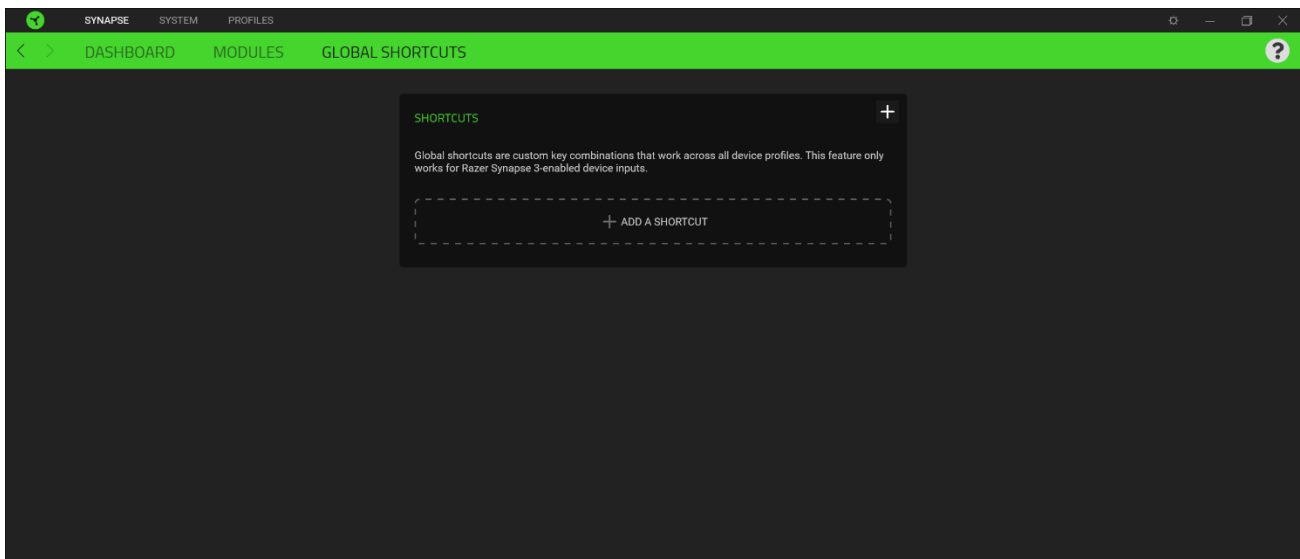 SYNAPSE SYSTEM PROFILES
DASHBOARD MODULES GLOBAL SHORTCUTS ?
SHORTCUTS
Global shortcuts are custom key combinations that work across all device profiles. This feature only
works for Razer Synapse 3-enabled device inputs.
ADD A SHORTCUT